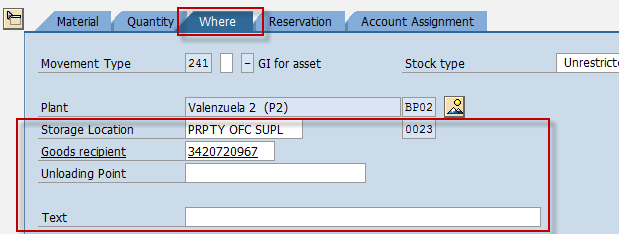 Material Quantity Where Reservation Account Assignment
Movement Type 241 - GI for asset Stock type Unrestricte
Plant Valenzuela 2 (P2) BP02
Storage Location PRPTY OFC SUPL 0023
Goods recipient 3420720967
Unloading Point
Text